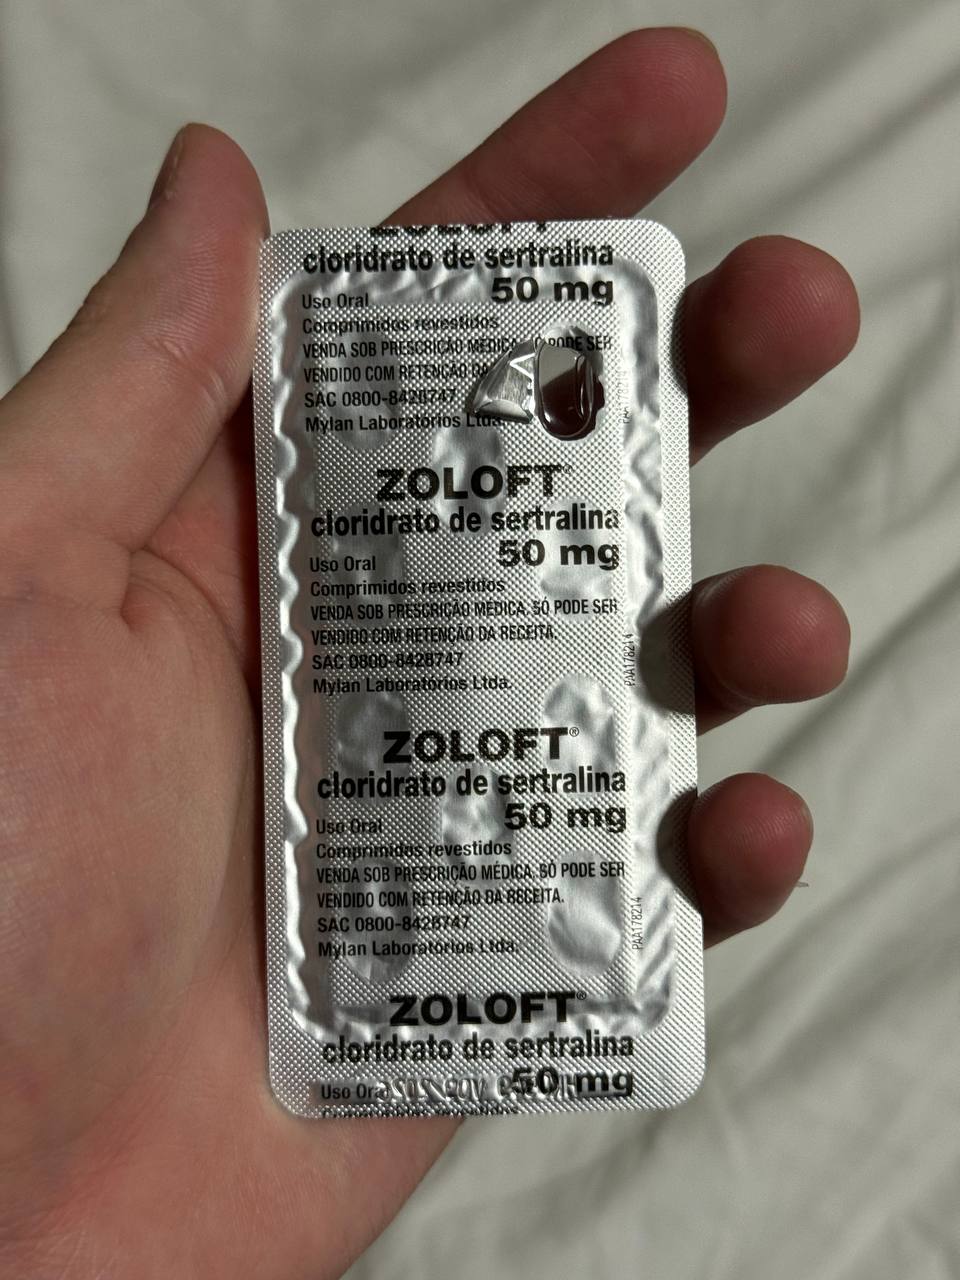 ZOLOFT
cloridrato de sertralina
50 mg
Uso Oral
Comprimidos revestidos
VENDA SOB PRESCRIÇÃO MÉDICA. PODE SER
VENDIDO COM RETENÇÃO DA
SAC 0800-8428747
Mylan Laboratórios Ltda.
ZOLOFT®
cloridrato de sertralina
50 mg
Uso Oral
Comprimidos revestidos
VENDA SOB PRESCRIÇÃO MÉDICA. SÓ PODE SER
VENDIDO COM RETENÇÃO DA RECEITA.
SAC 0800-8428747
Mylan Laboratórios Ltda.
PAA178214
ZOLOFT®
cloridrato de sertralina
50 mg
Uso Oral
Comprimidos revestidos
VENDA SOB PRESCRIÇÃO MÉDICA. SÓ PODE SER
VENDIDO COM RETENÇÃO DA RECEITA.
SAC 0800-8428747
Mylan Laboratórios Ltda.
PAA178214
ZOLOFT®
cloridrato de sertralina
50 mg
Uso Oral